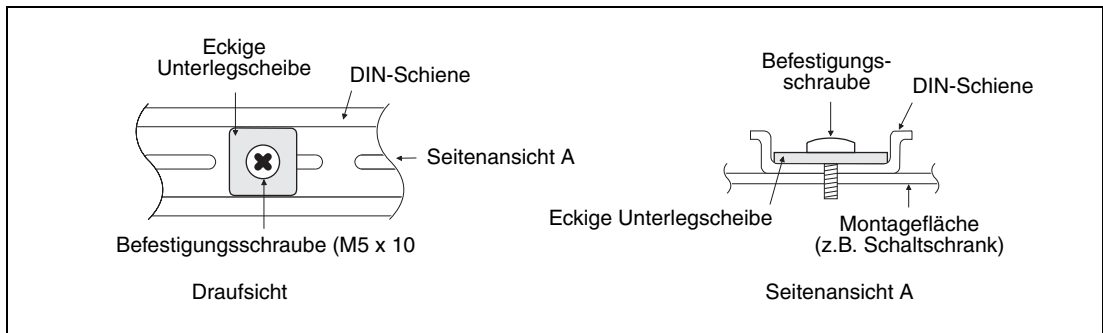 Eckige
Unterlegscheibe
DIN-Schiene
Seitenansicht A
Befestigungsschraube (M5 x 10
Draufsicht
Befestigungs-
schraube
DIN-Schiene
Eckige Unterlegscheibe
Montagefläche
(z.B. Schaltschrank)
Seitenansicht A